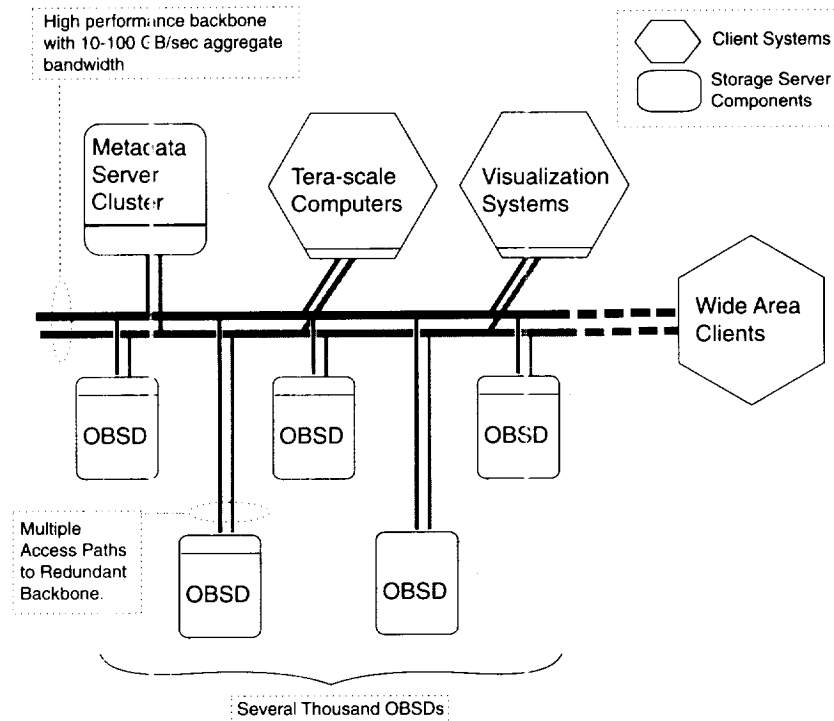 High performance backbone
with 10-100 GB/sec aggregate
bandwidth
Client Systems
Storage Server
Components
Metadata
Server
Cluster
Tera-scale
Computers
Visualization
Systems
Wide Area
Clients
OBSD
OBSD
OBSD
Multiple
Access Paths
to Redundant
Backbone.
OBSD
OBSD
Several Thousand OBSDs